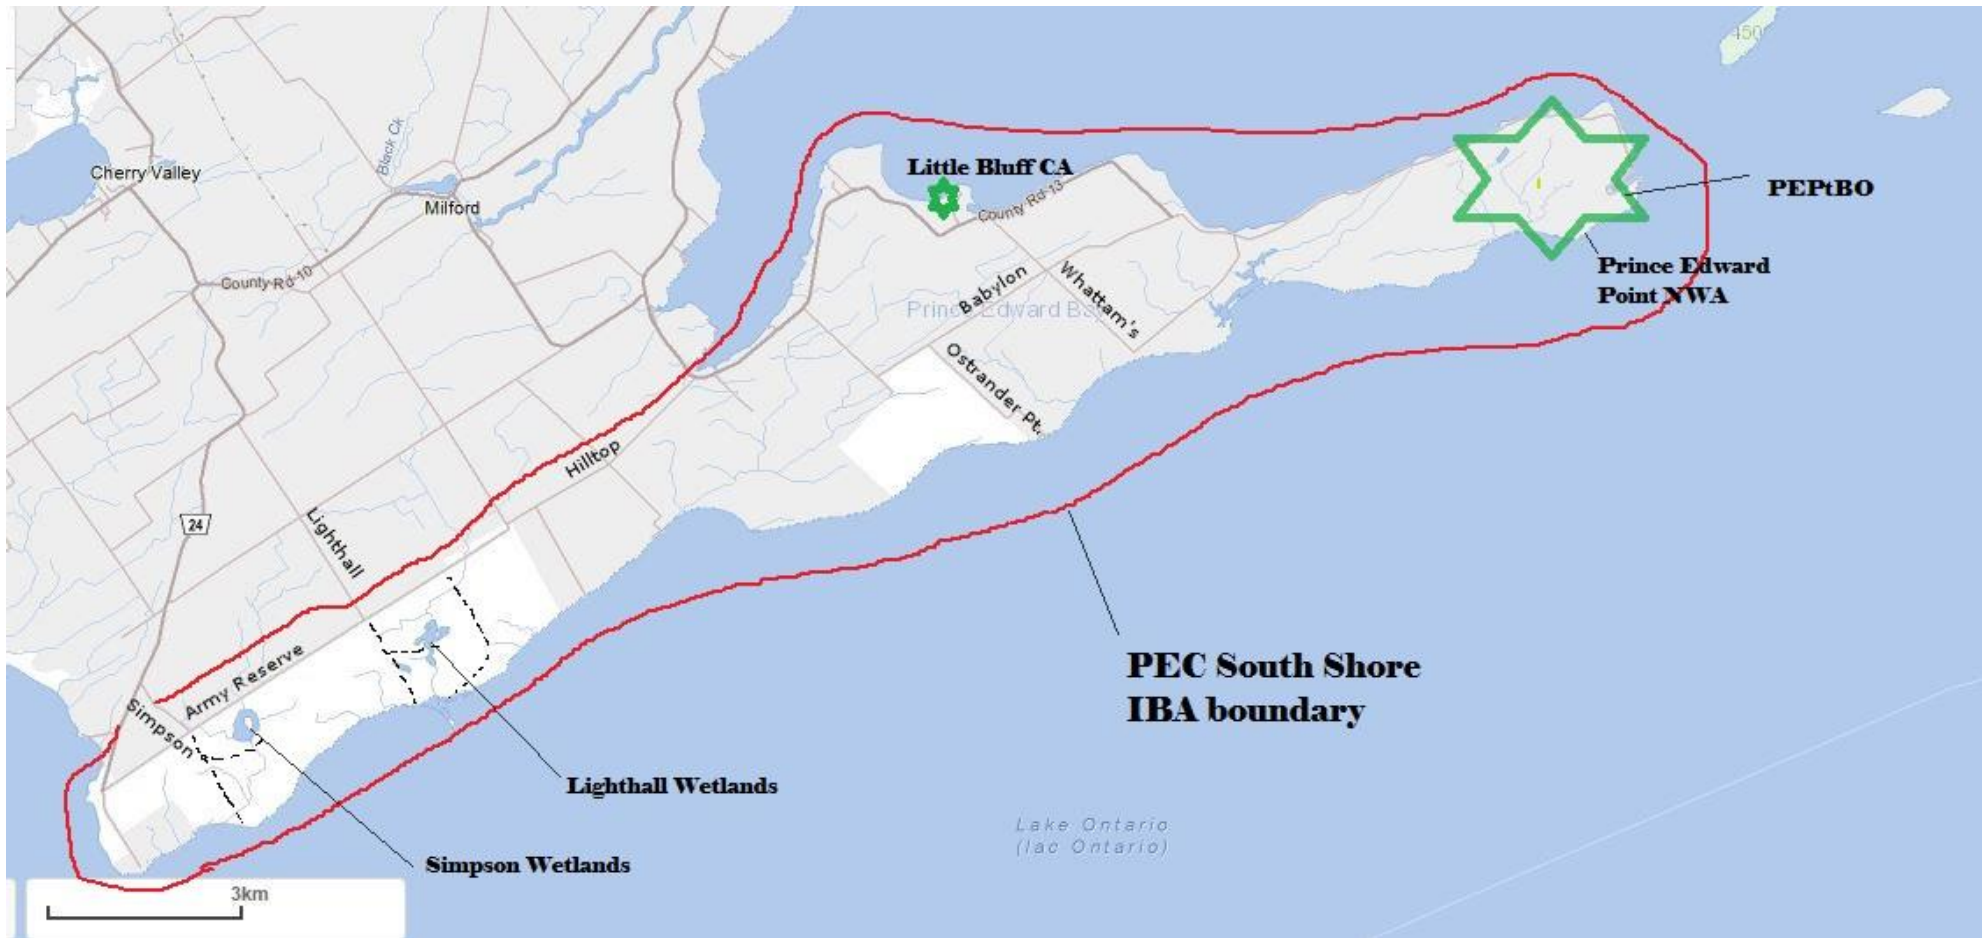 450
Black Ck
Cherry Valley
Milford
Little Bluff CA
PEPtBO
County Rd 13
County Rd 10
Prince Edward
Point NWA
Babylon
Whattam's
Prince Edward Bay
Ostrander Pt.
Hilltop
24
Lighthall
Army Reserve
PEC South Shore
IBA boundary
Simpson
Lighthall Wetlands
Lake Ontario
(lac Ontario)
Simpson Wetlands
3km